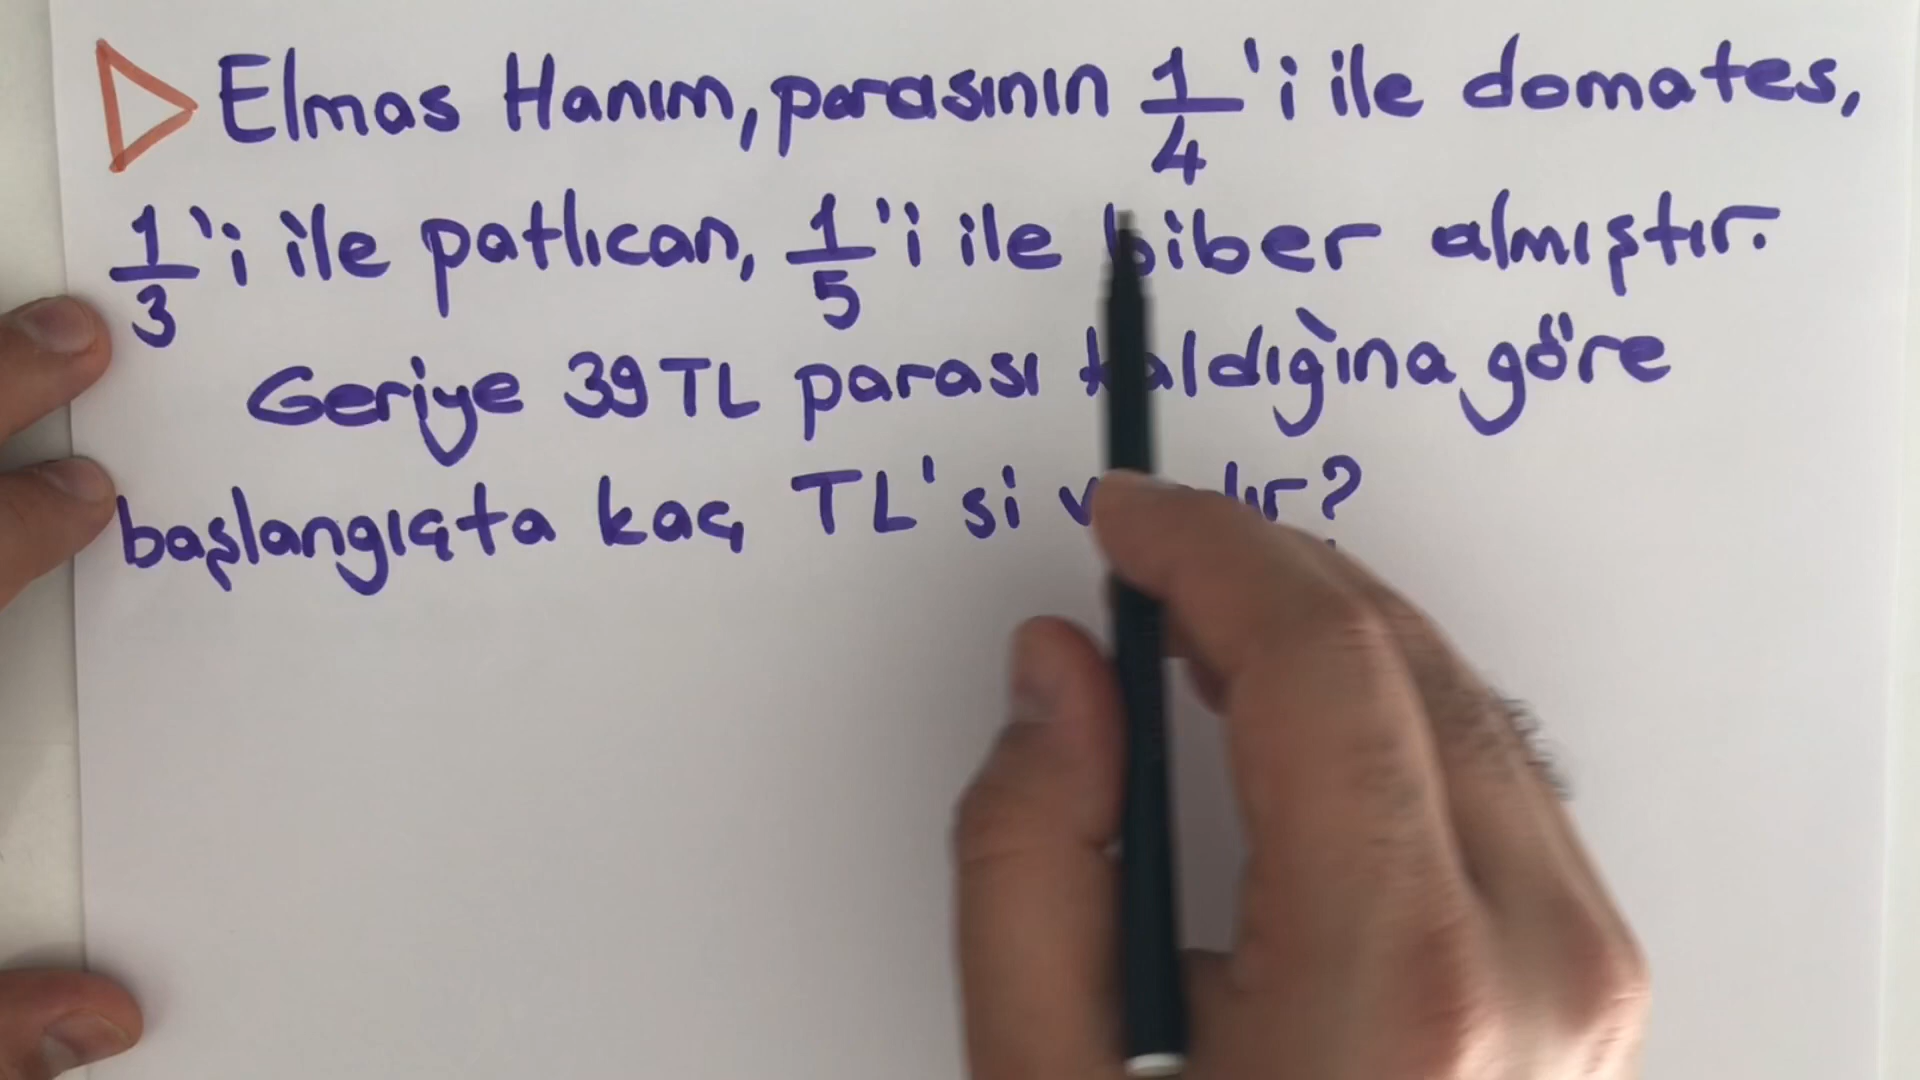 Elmas Hanım, parasının 1/4'i ile domates,
1/3'i ile patlıcan, 1/5'i ile biber almıştır.
Geriye 39 TL parası kaldığına göre
başlangıçta kaç TL'si vardır?